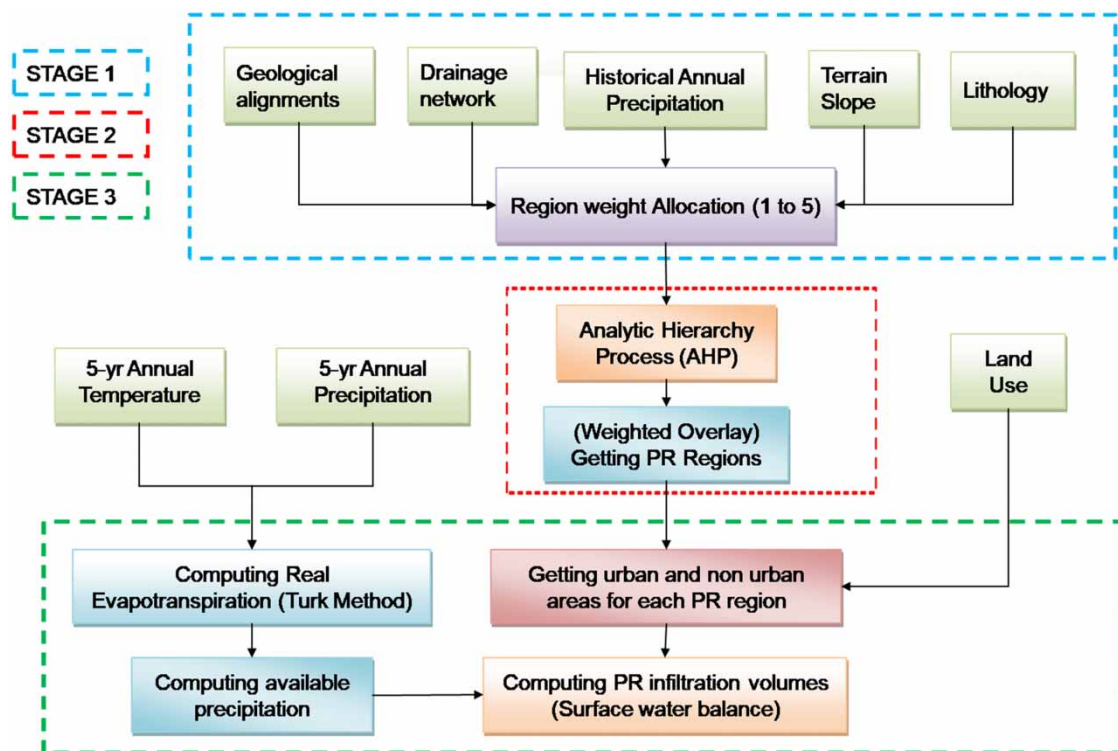 STAGE 1
STAGE 2
STAGE 3
Geological
alignments
Drainage
network
Historical Annual
Precipitation
Terrain
Slope
Lithology
Region weight Allocation (1 to 5)
Analytic Hierarchy
Process (AHP)
5-yr Annual
Temperature
5-yr Annual
Precipitation
Land
Use
(Weighted Overlay)
Getting PR Regions
Computing Real
Evapotranspiration (Turk Method)
Getting urban and non urban
areas for each PR region
Computing available
precipitation
Computing PR infiltration volumes
(Surface water balance)